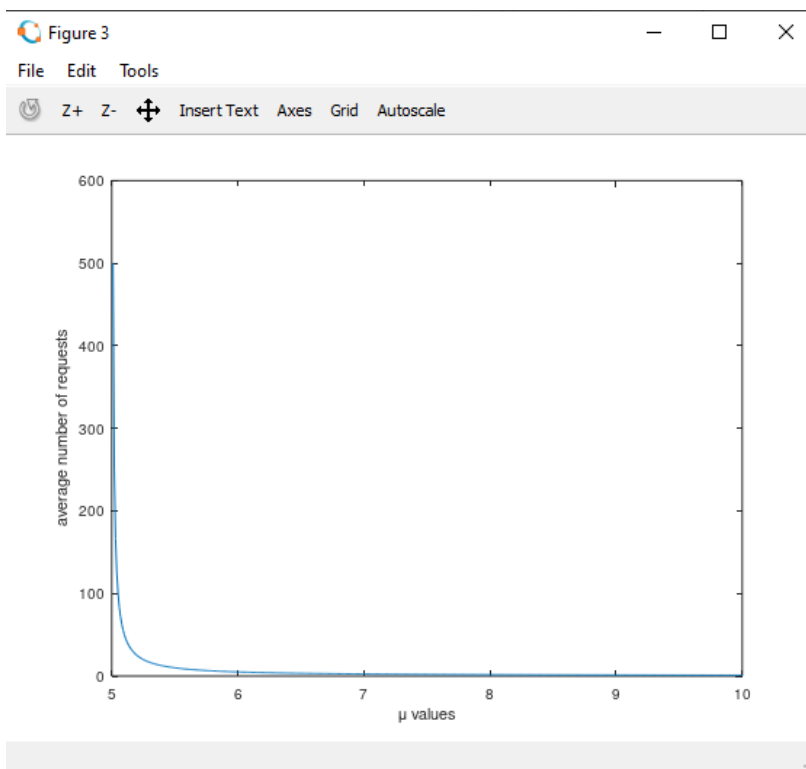 Figure 3
File Edit Tools
Z+ Z- Insert Text Axes Grid Autoscale
600
500
400
300
200
100
0
average number of requests
5 6 7 8 9 10
μ values